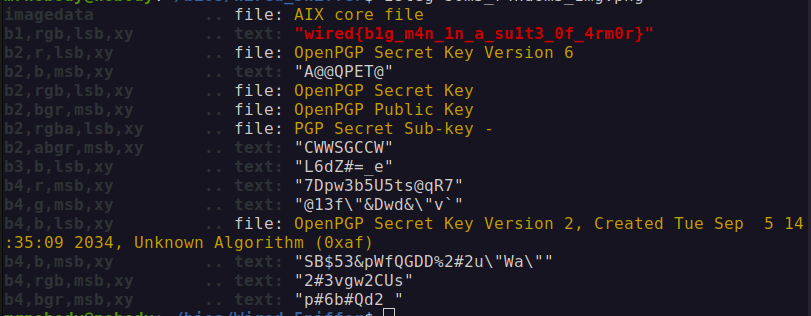 imagedata .. file: AIX core file
b1,rgb,lsb,xy .. text: "wired{b1g_m4n_1n_a_su1t3_0f_4rm0r}"
b2,r,lsb,xy .. file: OpenPGP Secret Key Version 6
b2,b,msb,xy .. text: "A@@QPET@"
b2,rgb,lsb,xy .. file: OpenPGP Secret Key
b2,bgr,msb,xy .. file: OpenPGP Public Key
b2,rgba,lsb,xy .. file: PGP Secret Sub-key -
b2,abgr,msb,xy .. text: "CWWSGCCW"
b3,b,lsb,xy .. text: "L6dZ#=_e"
b4,r,msb,xy .. text: "7Dpw3b5U5ts@qR7"
b4,g,msb,xy .. text: "@13f\"&Dwd&\"v`"
b4,b,lsb,xy .. file: OpenPGP Secret Key Version 2, Created Tue Sep  5 14
:35:09 2034, Unknown Algorithm (0xaf)
b4,b,msb,xy .. text: "SB$53&pWfQGDD%2#2u\"Wa\""
b4,rgb,msb,xy .. text: "2#3vgw2CUs"
b4,bgr,msb,xy .. text: "p#6b#Qd2 "